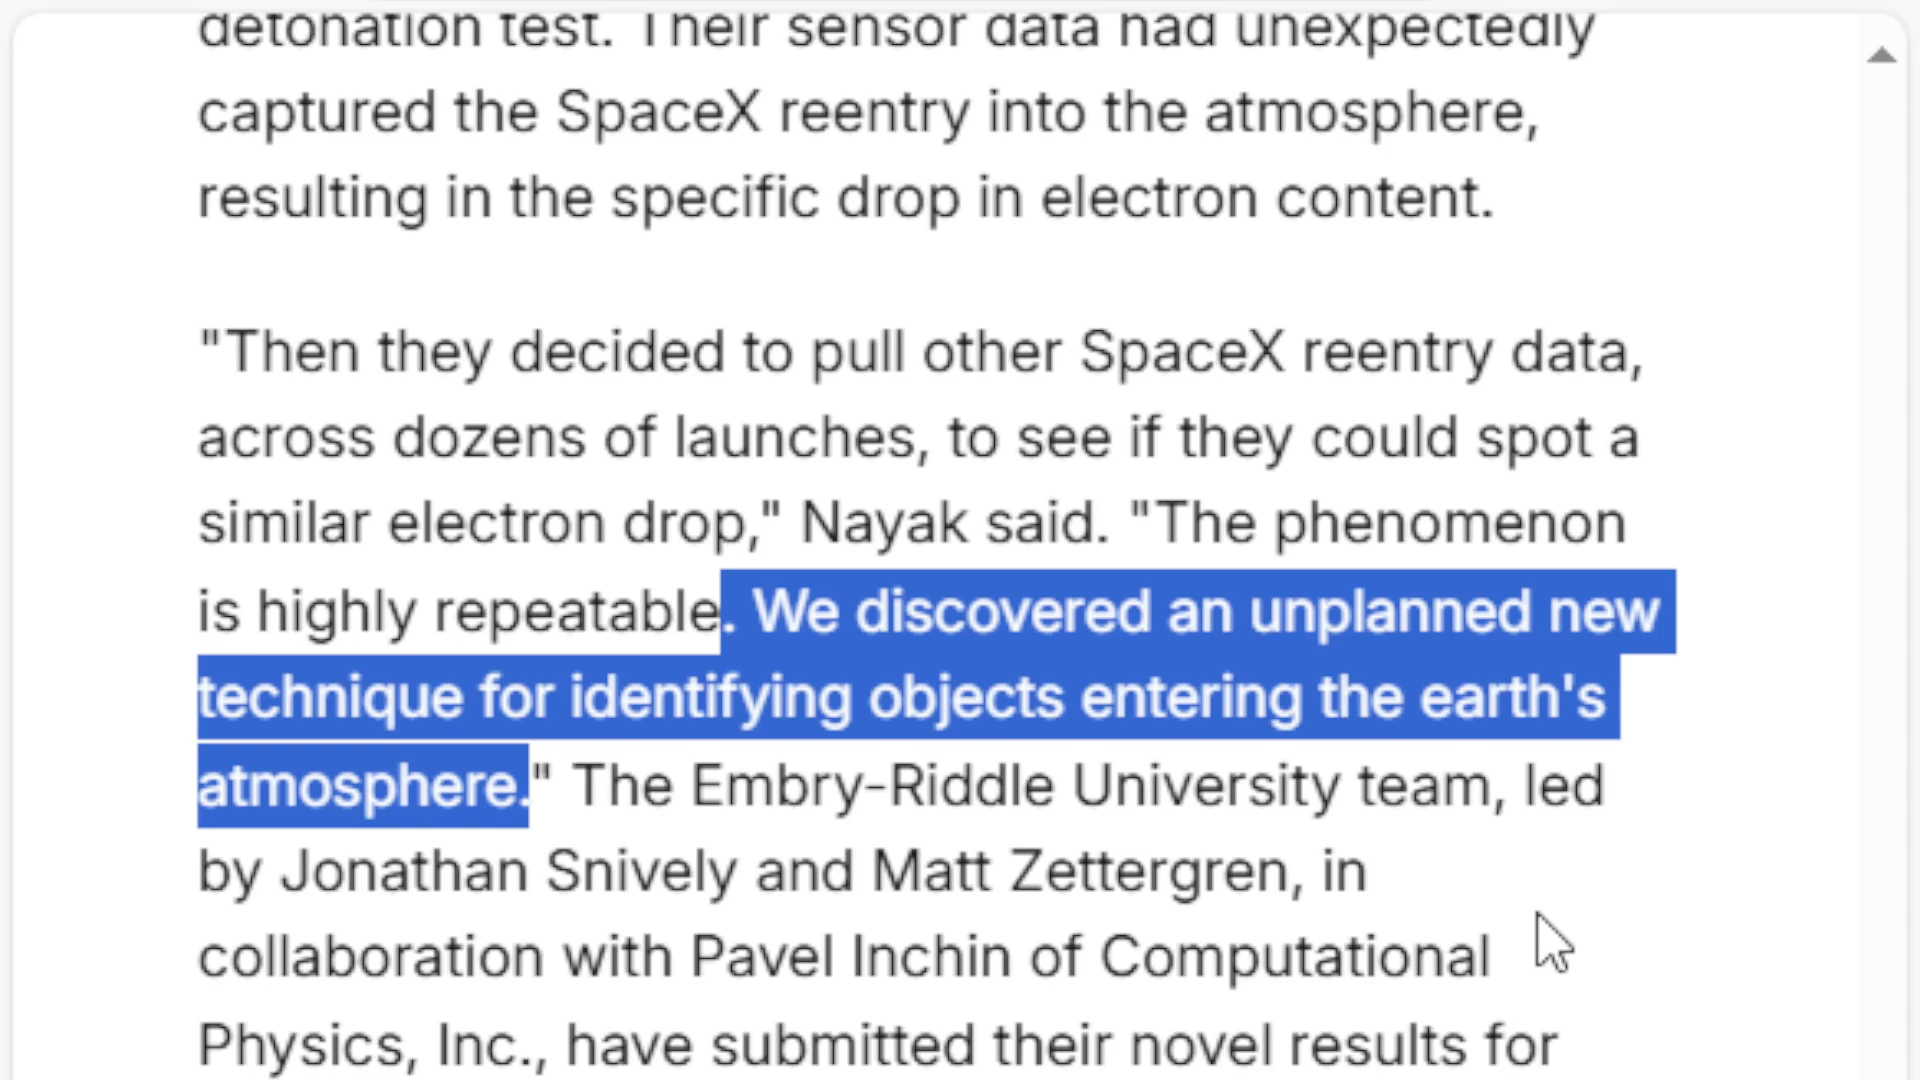 detonation test. Their sensor data had unexpectedly
captured the SpaceX reentry into the atmosphere,
resulting in the specific drop in electron content.
"Then they decided to pull other SpaceX reentry data,
across dozens of launches, to see if they could spot a
similar electron drop," Nayak said. "The phenomenon
is highly repeatable. We discovered an unplanned new
technique for identifying objects entering the earth's
atmosphere." The Embry-Riddle University team, led
by Jonathan Snively and Matt Zettergren, in
collaboration with Pavel Inchin of Computational
Physics, Inc., have submitted their novel results for